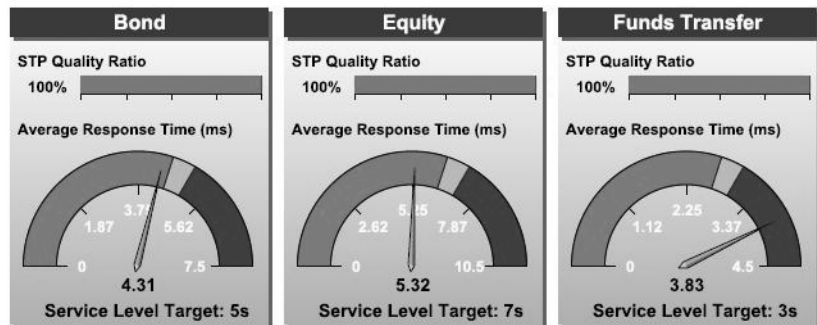 Bond
STP Quality Ratio
100%
Average Response Time (ms)
3.75
1.87 5.62
0 7.5
4.31
Service Level Target: 5s
Equity
STP Quality Ratio
100%
Average Response Time (ms)
5.25
2.62 7.87
0 10.5
5.32
Service Level Target: 7s
Funds Transfer
STP Quality Ratio
100%
Average Response Time (ms)
2.25
1.12 3.37
0 4.5
3.83
Service Level Target: 3s